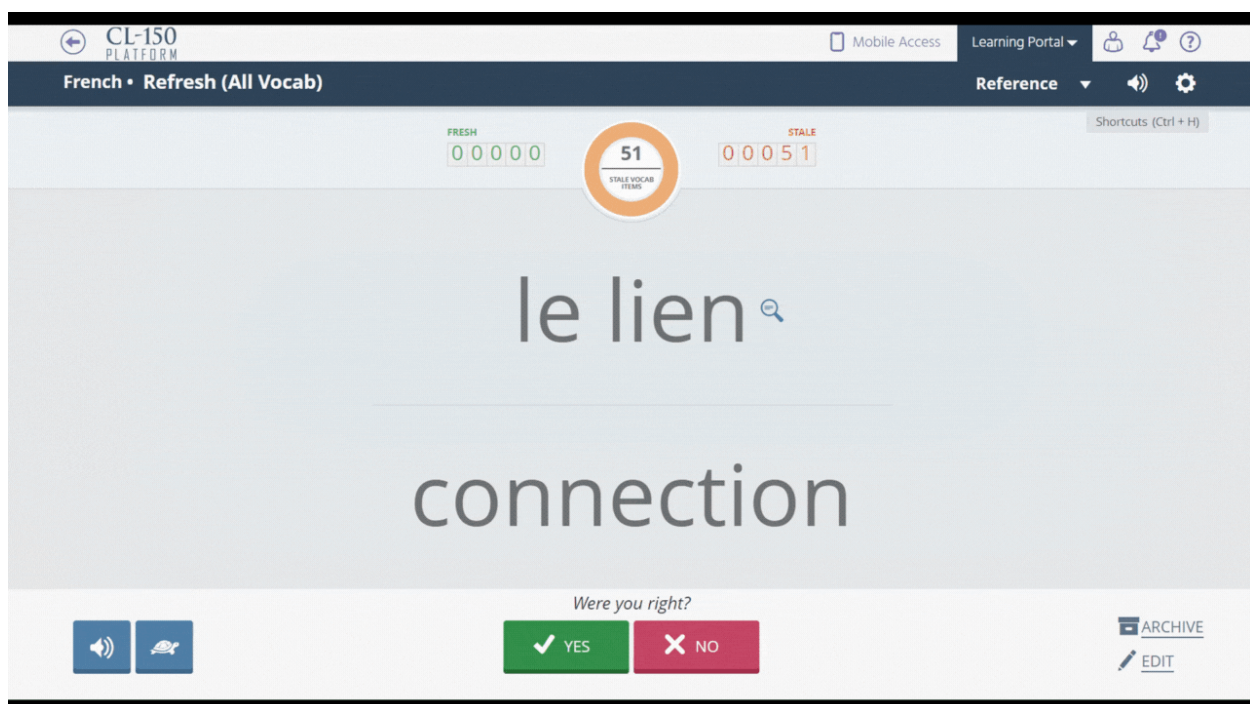 CL-150
PLATFORM
Mobile Access
Learning Portal
French • Refresh (All Vocab)
Reference
Shortcuts (Ctrl + H)
FRESH
00000
51
STALE VOCAB
ITEMS
STALE
00051
le lien
connection
Were you right?
YES
NO
ARCHIVE
EDIT